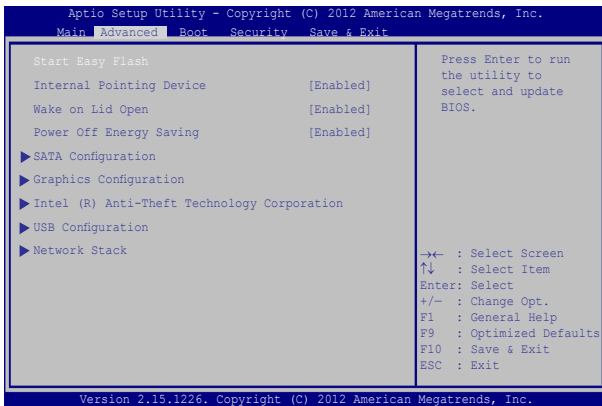 Aptio Setup Utility - Copyright (C) 2012 American Megatrends, Inc.
Main Advanced Boot Security Save & Exit
Start Easy Flash
Internal Pointing Device [Enabled]
Wake on Lid Open [Enabled]
Power Off Energy Saving [Enabled]
SATA Configuration
Graphics Configuration
Intel (R) Anti-Theft Technology Corporation
USB Configuration
Network Stack
Press Enter to run
the utility to
select and update
BIOS.
→← : Select Screen
↑↓ : Select Item
Enter: Select
+/— : Change Opt.
F1 : General Help
F9 : Optimized Defaults
F10 : Save & Exit
ESC : Exit
Version 2.15.1226. Copyright (C) 2012 American Megatrends, Inc.